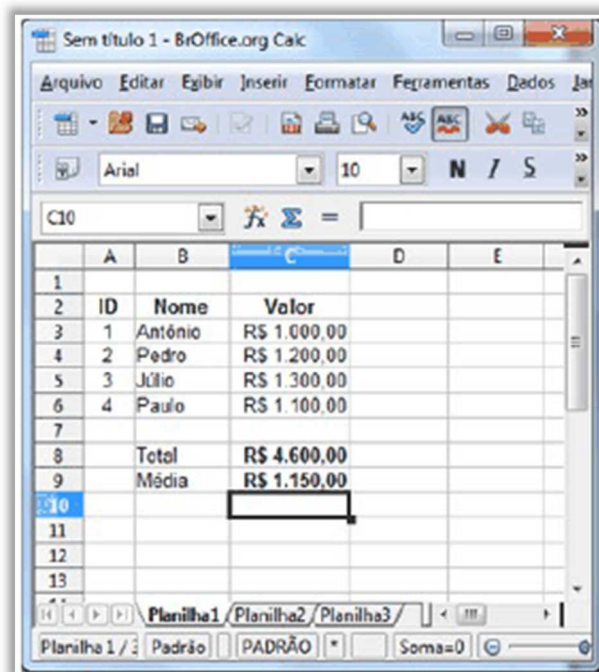 Sem título 1 - BrOffice.org Calc
Arquivo Editar Exibir Inserir Formatar Ferramentas Dados
Arial 10 N I S
C10 =
A B C D E
1
2 ID Nome Valor
3 1 Antônio R$ 1.000,00
4 2 Pedro R$ 1.200,00
5 3 Júlio R$ 1.300,00
6 4 Paulo R$ 1.100,00
7
8 Total R$ 4.600,00
9 Média R$ 1.150,00
10
11
12
13
Planilha1 Planilha2 Planilha3
Planilha 1 / 3 Padrão PADRÃO * Soma=0